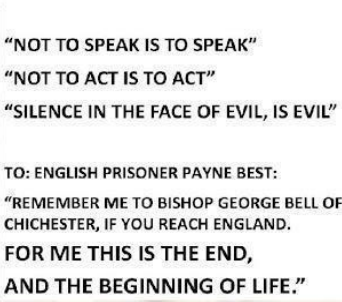 “NOT TO SPEAK IS TO SPEAK”
“NOT TO ACT IS TO ACT”
“SILENCE IN THE FACE OF EVIL, IS EVIL”
TO: ENGLISH PRISONER PAYNE BEST:
“REMEMBER ME TO BISHOP GEORGE BELL OF
CHICHESTER, IF YOU REACH ENGLAND.
FOR ME THIS IS THE END,
AND THE BEGINNING OF LIFE.”